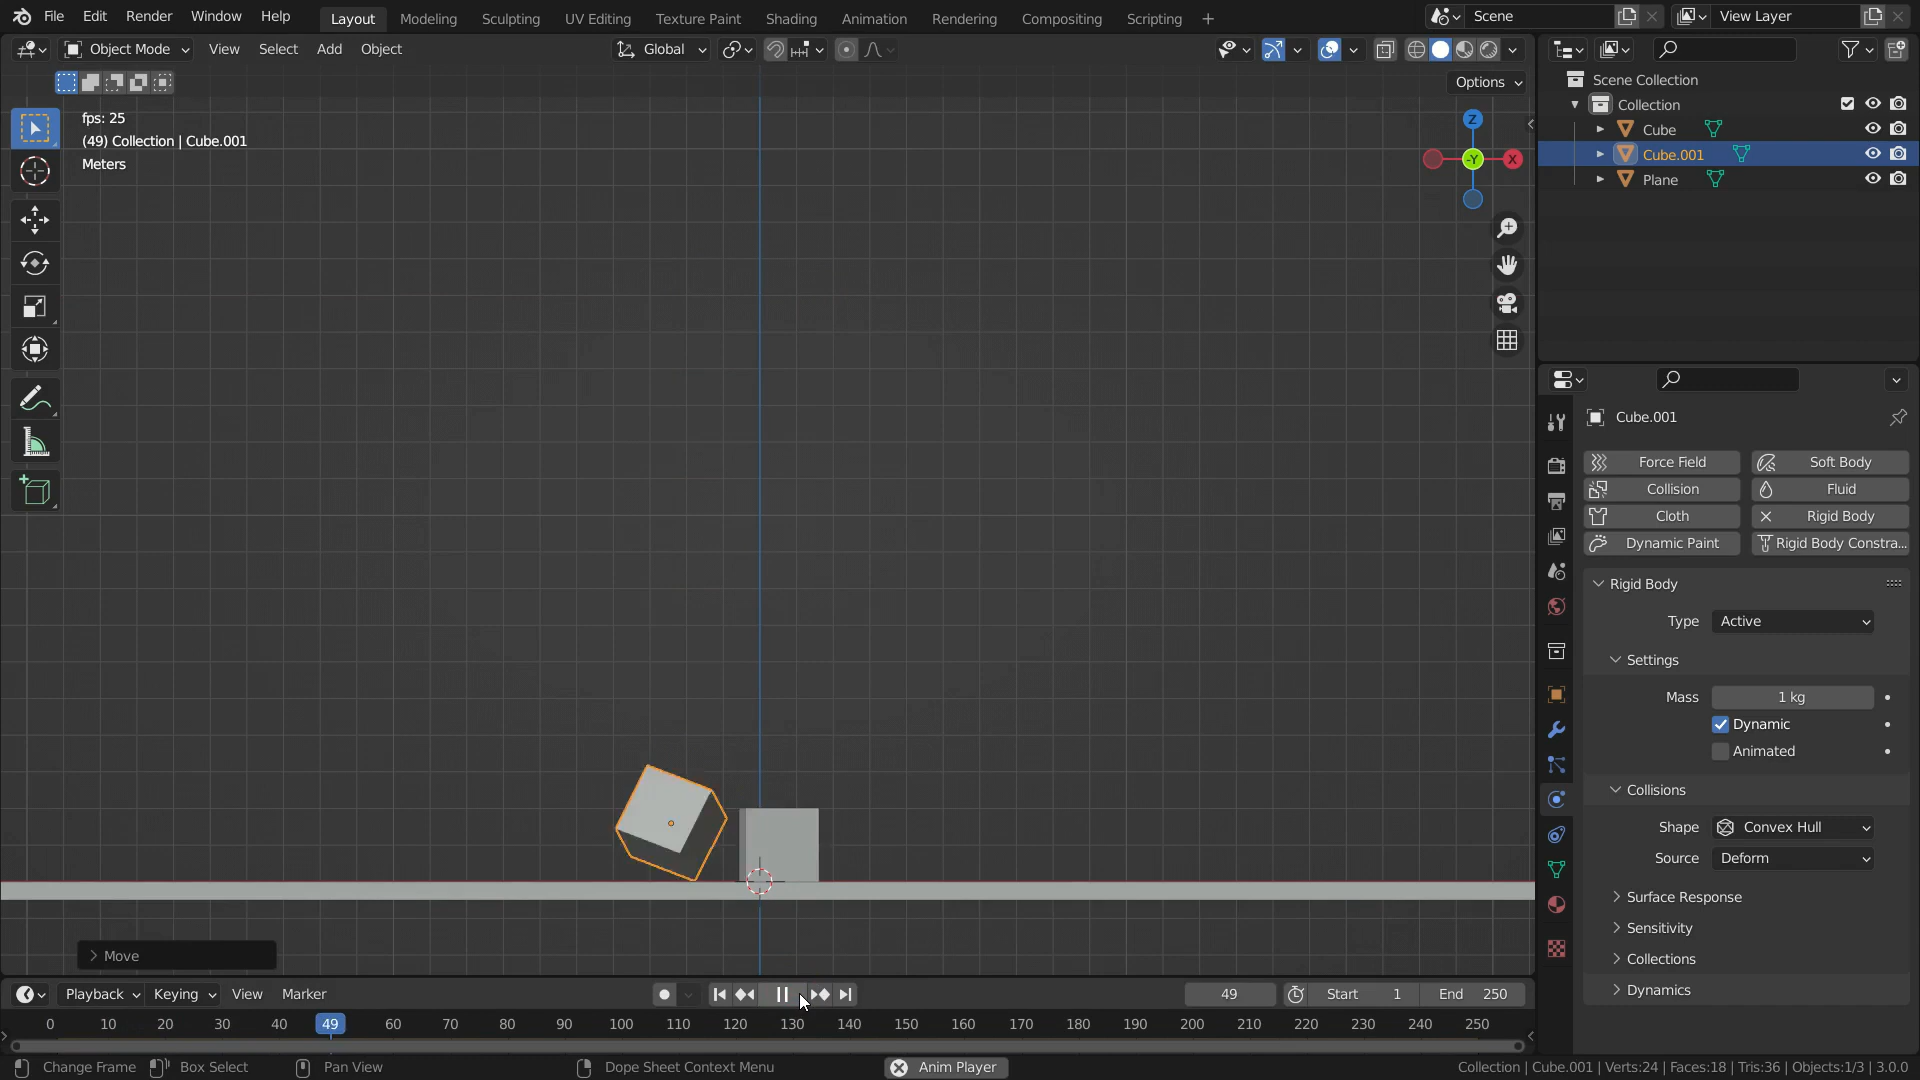 File Edit Render Window Help Layout Modeling Sculpting UV Editing Texture Paint Shading Animation Rendering Compositing Scripting + Scene View Layer
Object Mode View Select Add Object Global
Options
fps: 25
(49) Collection | Cube.001
Meters
Z
-Y X
Scene Collection
Collection
Cube
Cube.001
Plane
Cube.001
Force Field Soft Body
Collision Fluid
Cloth Rigid Body
Dynamic Paint Rigid Body Constra...
Rigid Body
Type Active
Settings
Mass 1 kg
Dynamic
Animated
Collisions
Shape Convex Hull
Source Deform
Surface Response
Sensitivity
Collections
Dynamics
Move
Playback Keying View Marker 49 Start 1 End 250
0 10 20 30 40 49 60 70 80 90 100 110 120 130 140 150 160 170 180 190 200 210 220 230 240 250
Change Frame Box Select Pan View Dope Sheet Context Menu Anim Player Collection | Cube.001 | Verts:24 | Faces:18 | Tris:36 | Objects:1/3 | 3.0.0